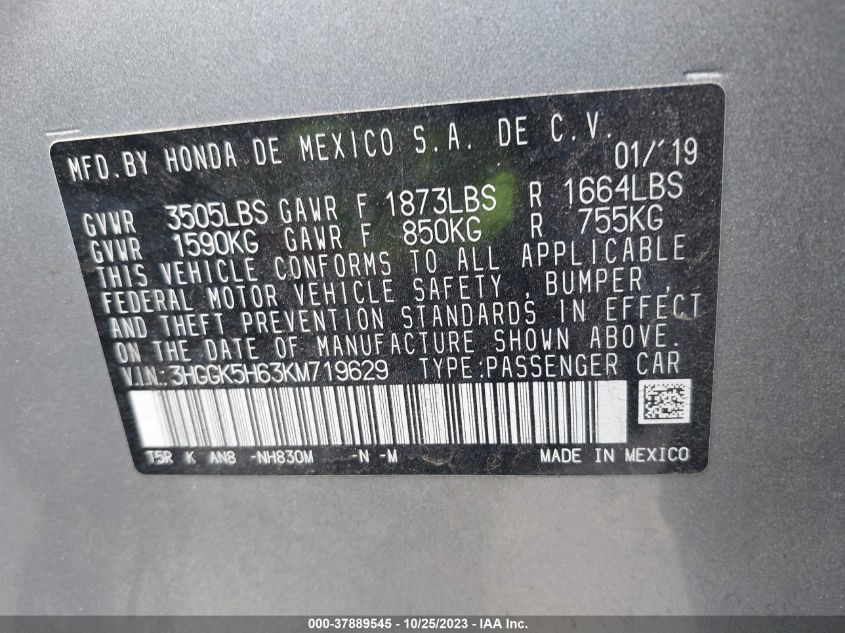 MFD.BY HONDA DE MEXICO S.A. DE C.V.
01/'19
GVWR 3505LBS GAWR F 1873LBS R 1664LBS
GVWR 1590KG GAWR F 850KG R 755KG
THIS VEHICLE CONFORMS TO ALL APPLICABLE
FEDERAL MOTOR VEHICLE SAFETY , BUMPER ,
AND THEFT PREVENTION STANDARDS IN EFFECT
ON THE DATE OF MANUFACTURE SHOWN ABOVE.
V.I.N: 3HGGK5H63KM719629 TYPE:PASSENGER CAR
T5R K AN8 -NH830M -N -M MADE IN MEXICO
000-37889545 - 10/25/2023 - IAA Inc.